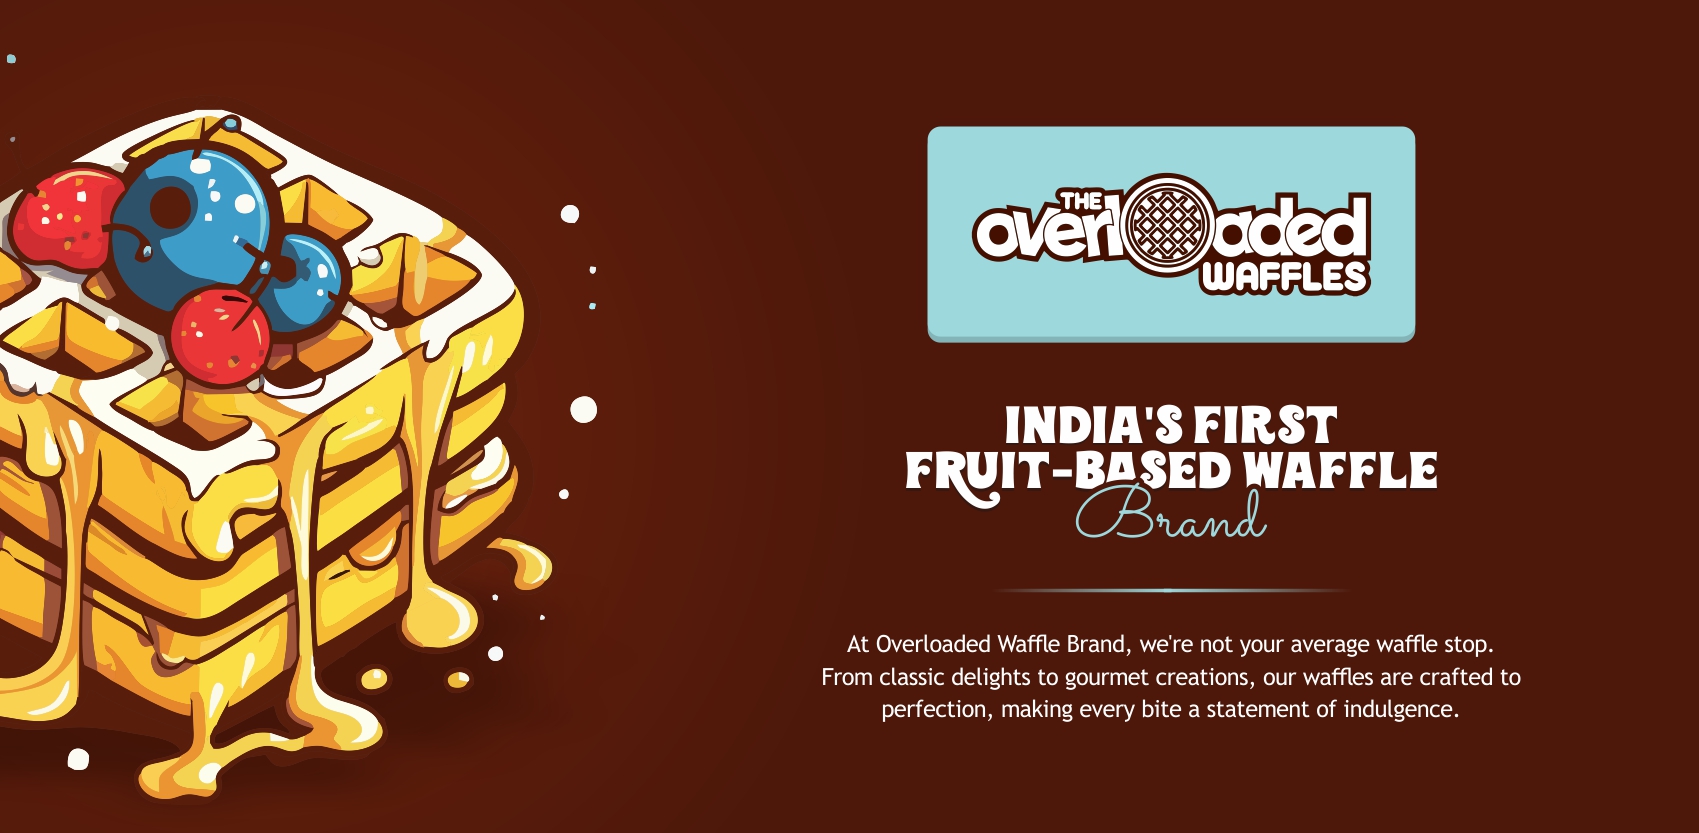 THE
overloaded
WAFFLES
INDIA'S FIRST
FRUIT-BASED WAFFLE
Brand
At Overloaded Waffle Brand, we're not your average waffle stop.
From classic delights to gourmet creations, our waffles are crafted to
perfection, making every bite a statement of indulgence.